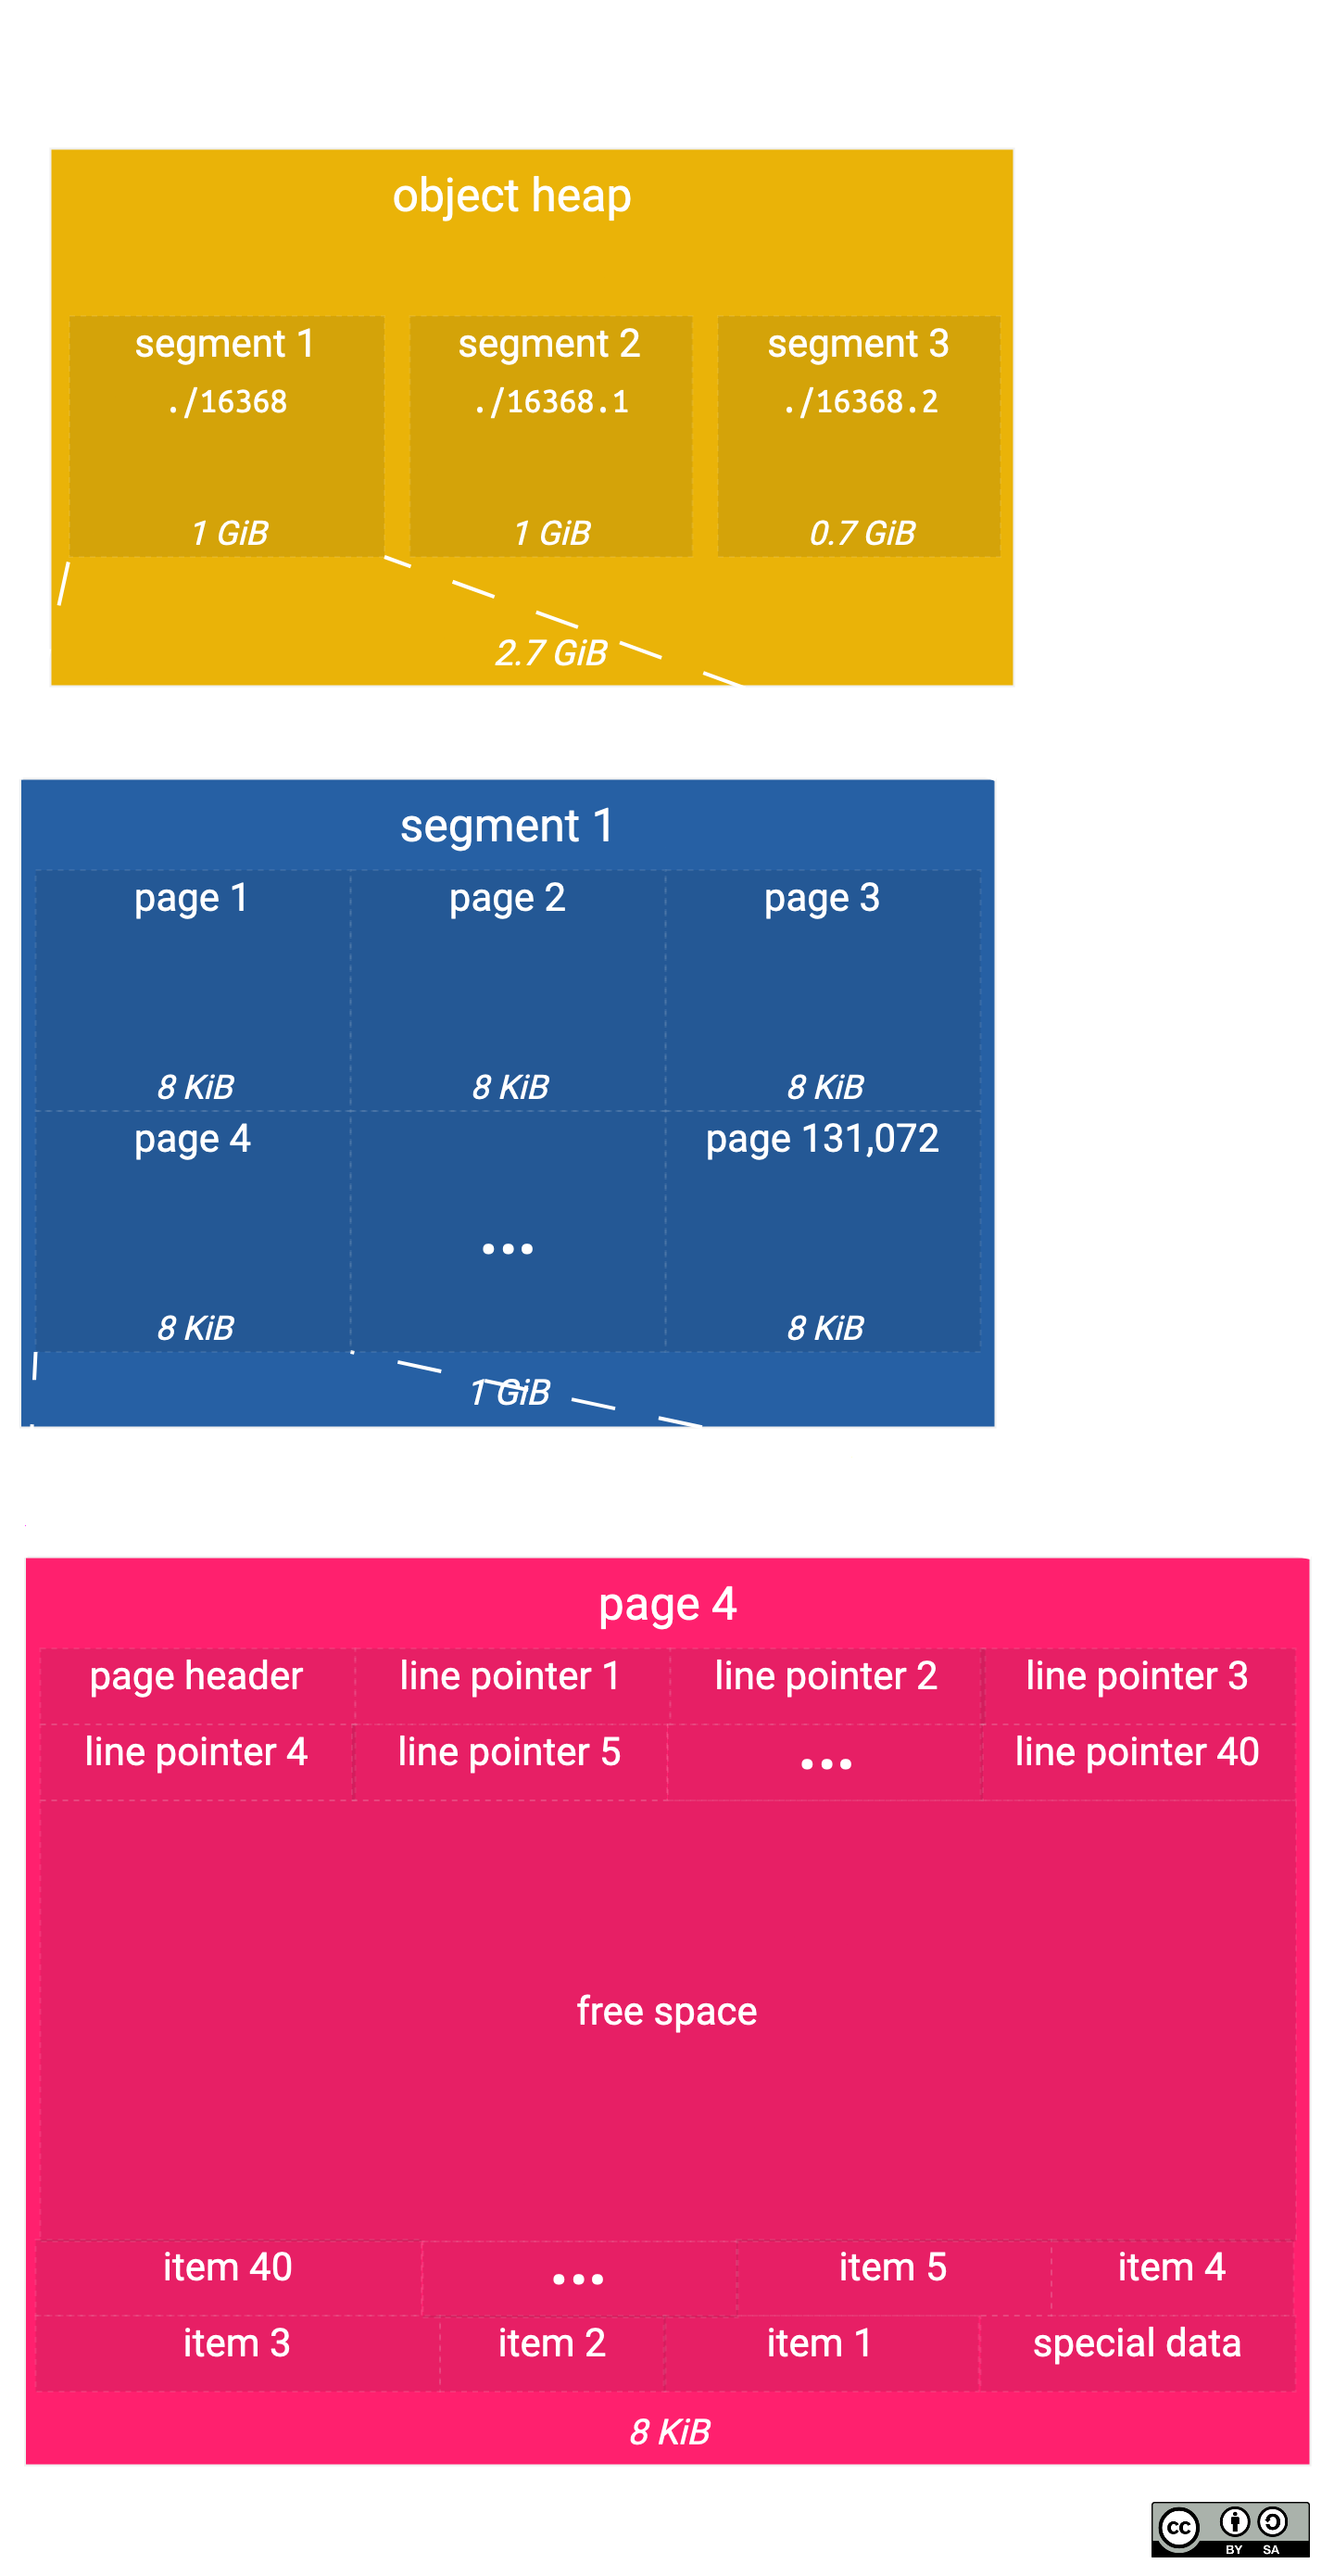 object heap
segment 1 segment 2 segment 3
./16368 ./16368.1 ./16368.2
1 GiB 1 GiB 0.7 GiB
2.7 GiB
segment 1
page 1 page 2 page 3
8 KiB 8 KiB 8 KiB
page 4 ... page 131,072
8 KiB 8 KiB
1 GiB
page 4
page header line pointer 1 line pointer 2 line pointer 3
line pointer 4 line pointer 5 ... line pointer 40
free space
item 40 ... item 5 item 4
item 3 item 2 item 1 special data
8 KiB
cc
BY SA